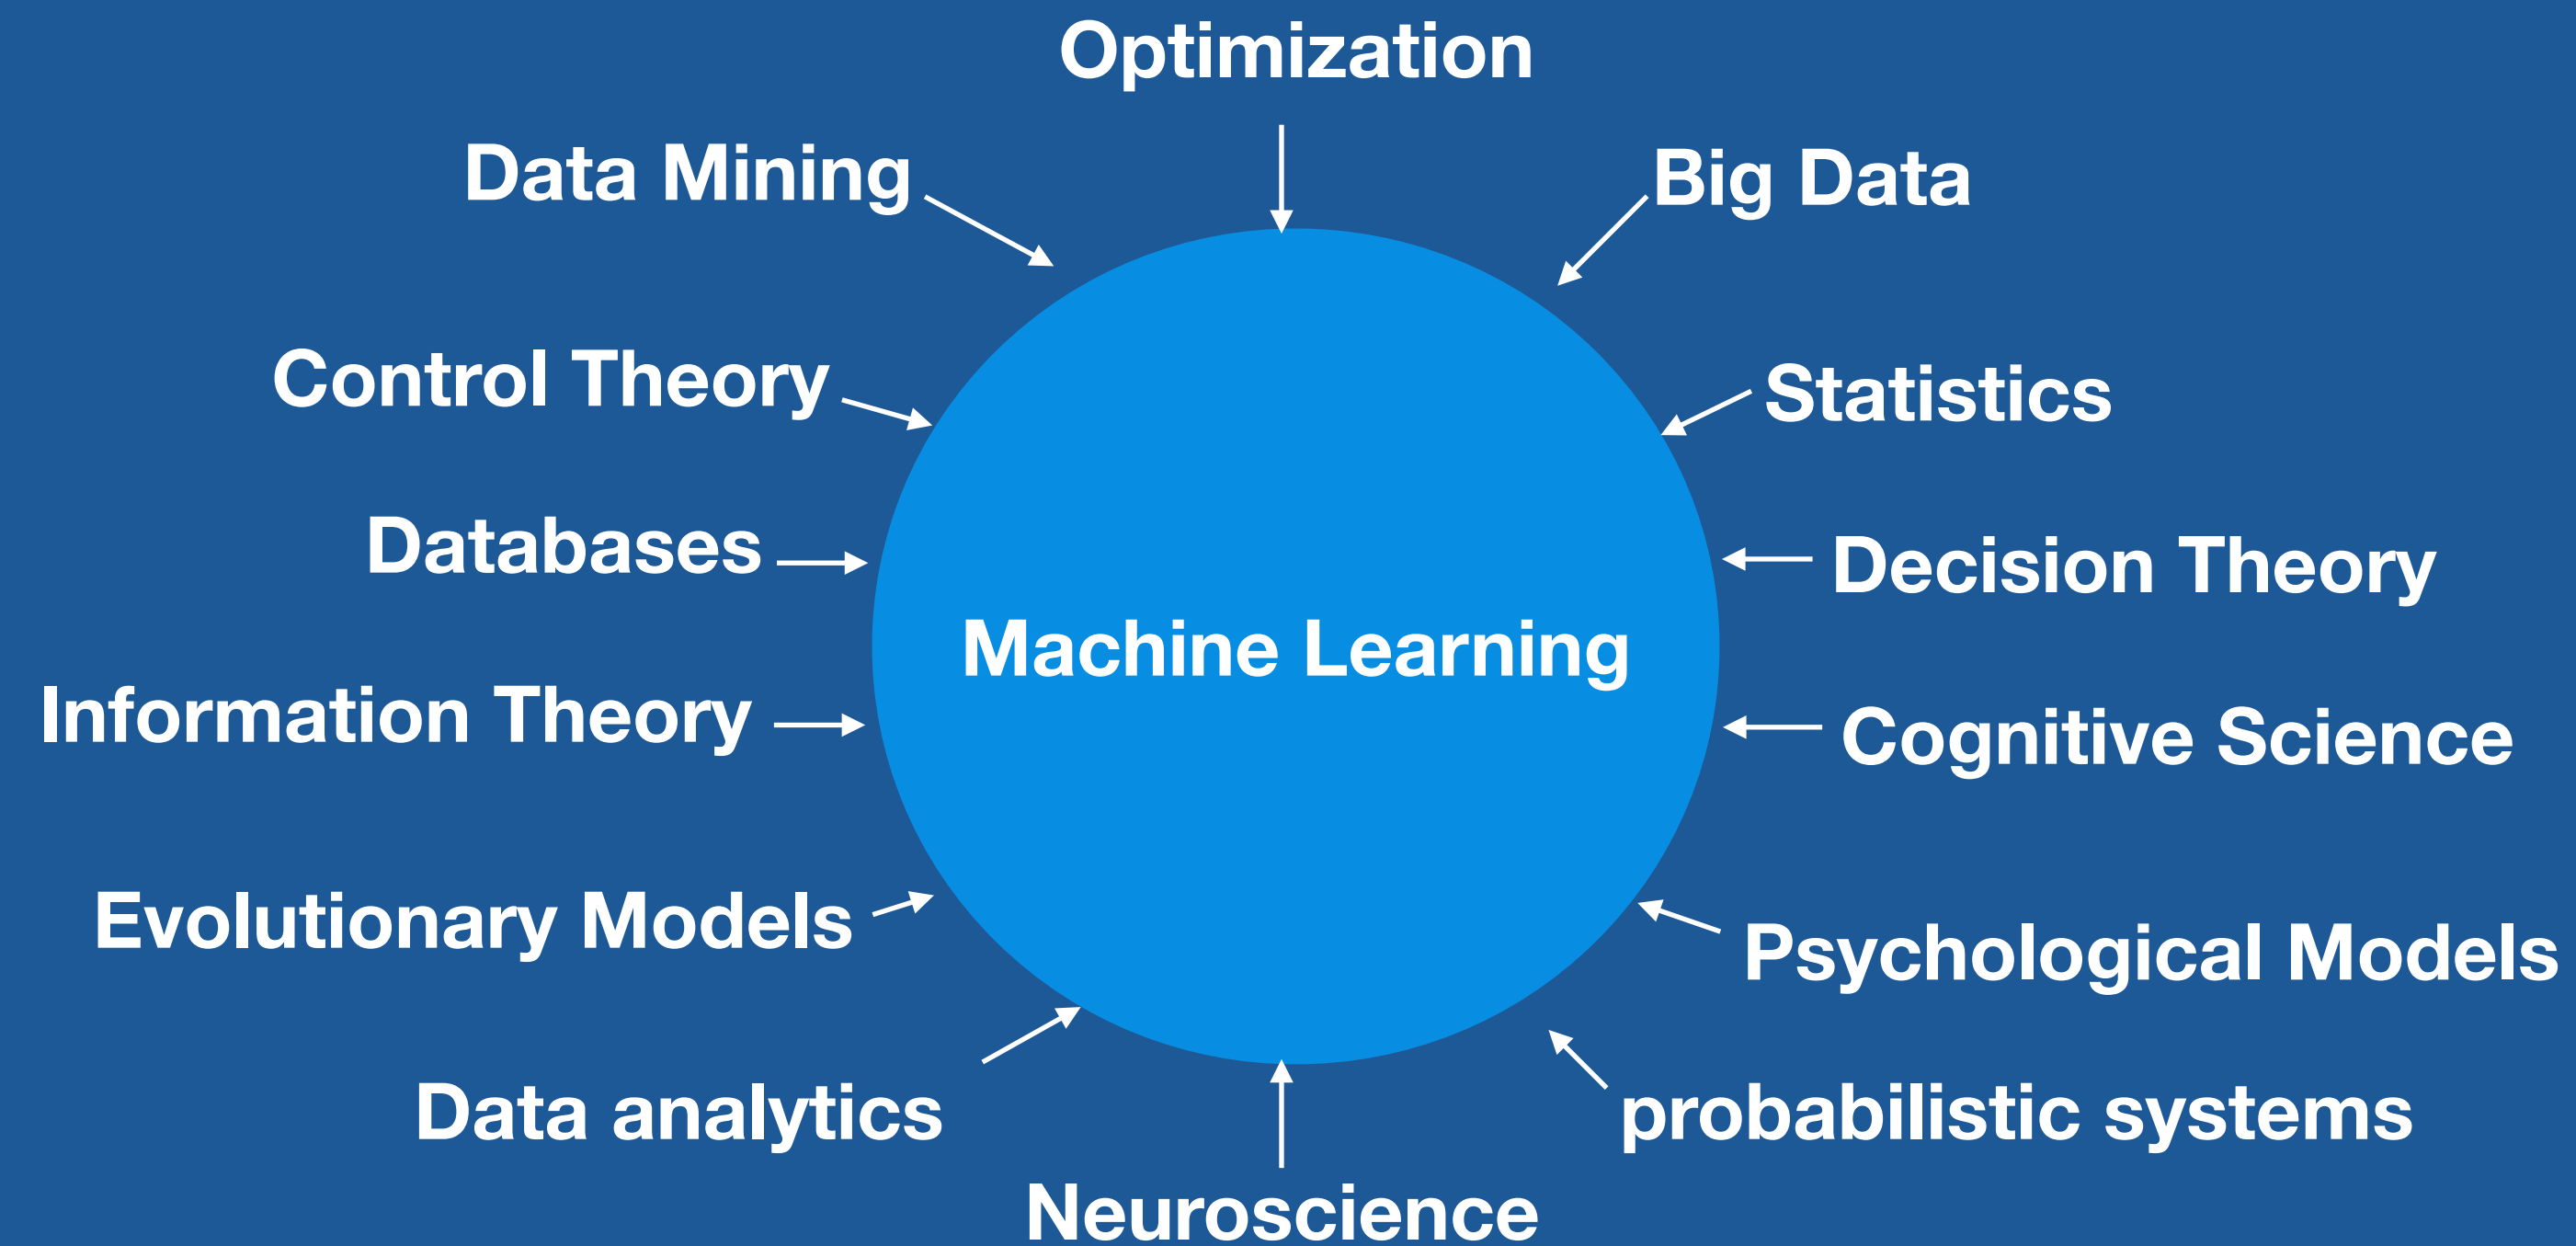 Optimization
Data Mining
Big Data
Control Theory
Statistics
Databases
Decision Theory
Machine Learning
Information Theory
Cognitive Science
Evolutionary Models
Psychological Models
Data analytics
probabilistic systems
Neuroscience